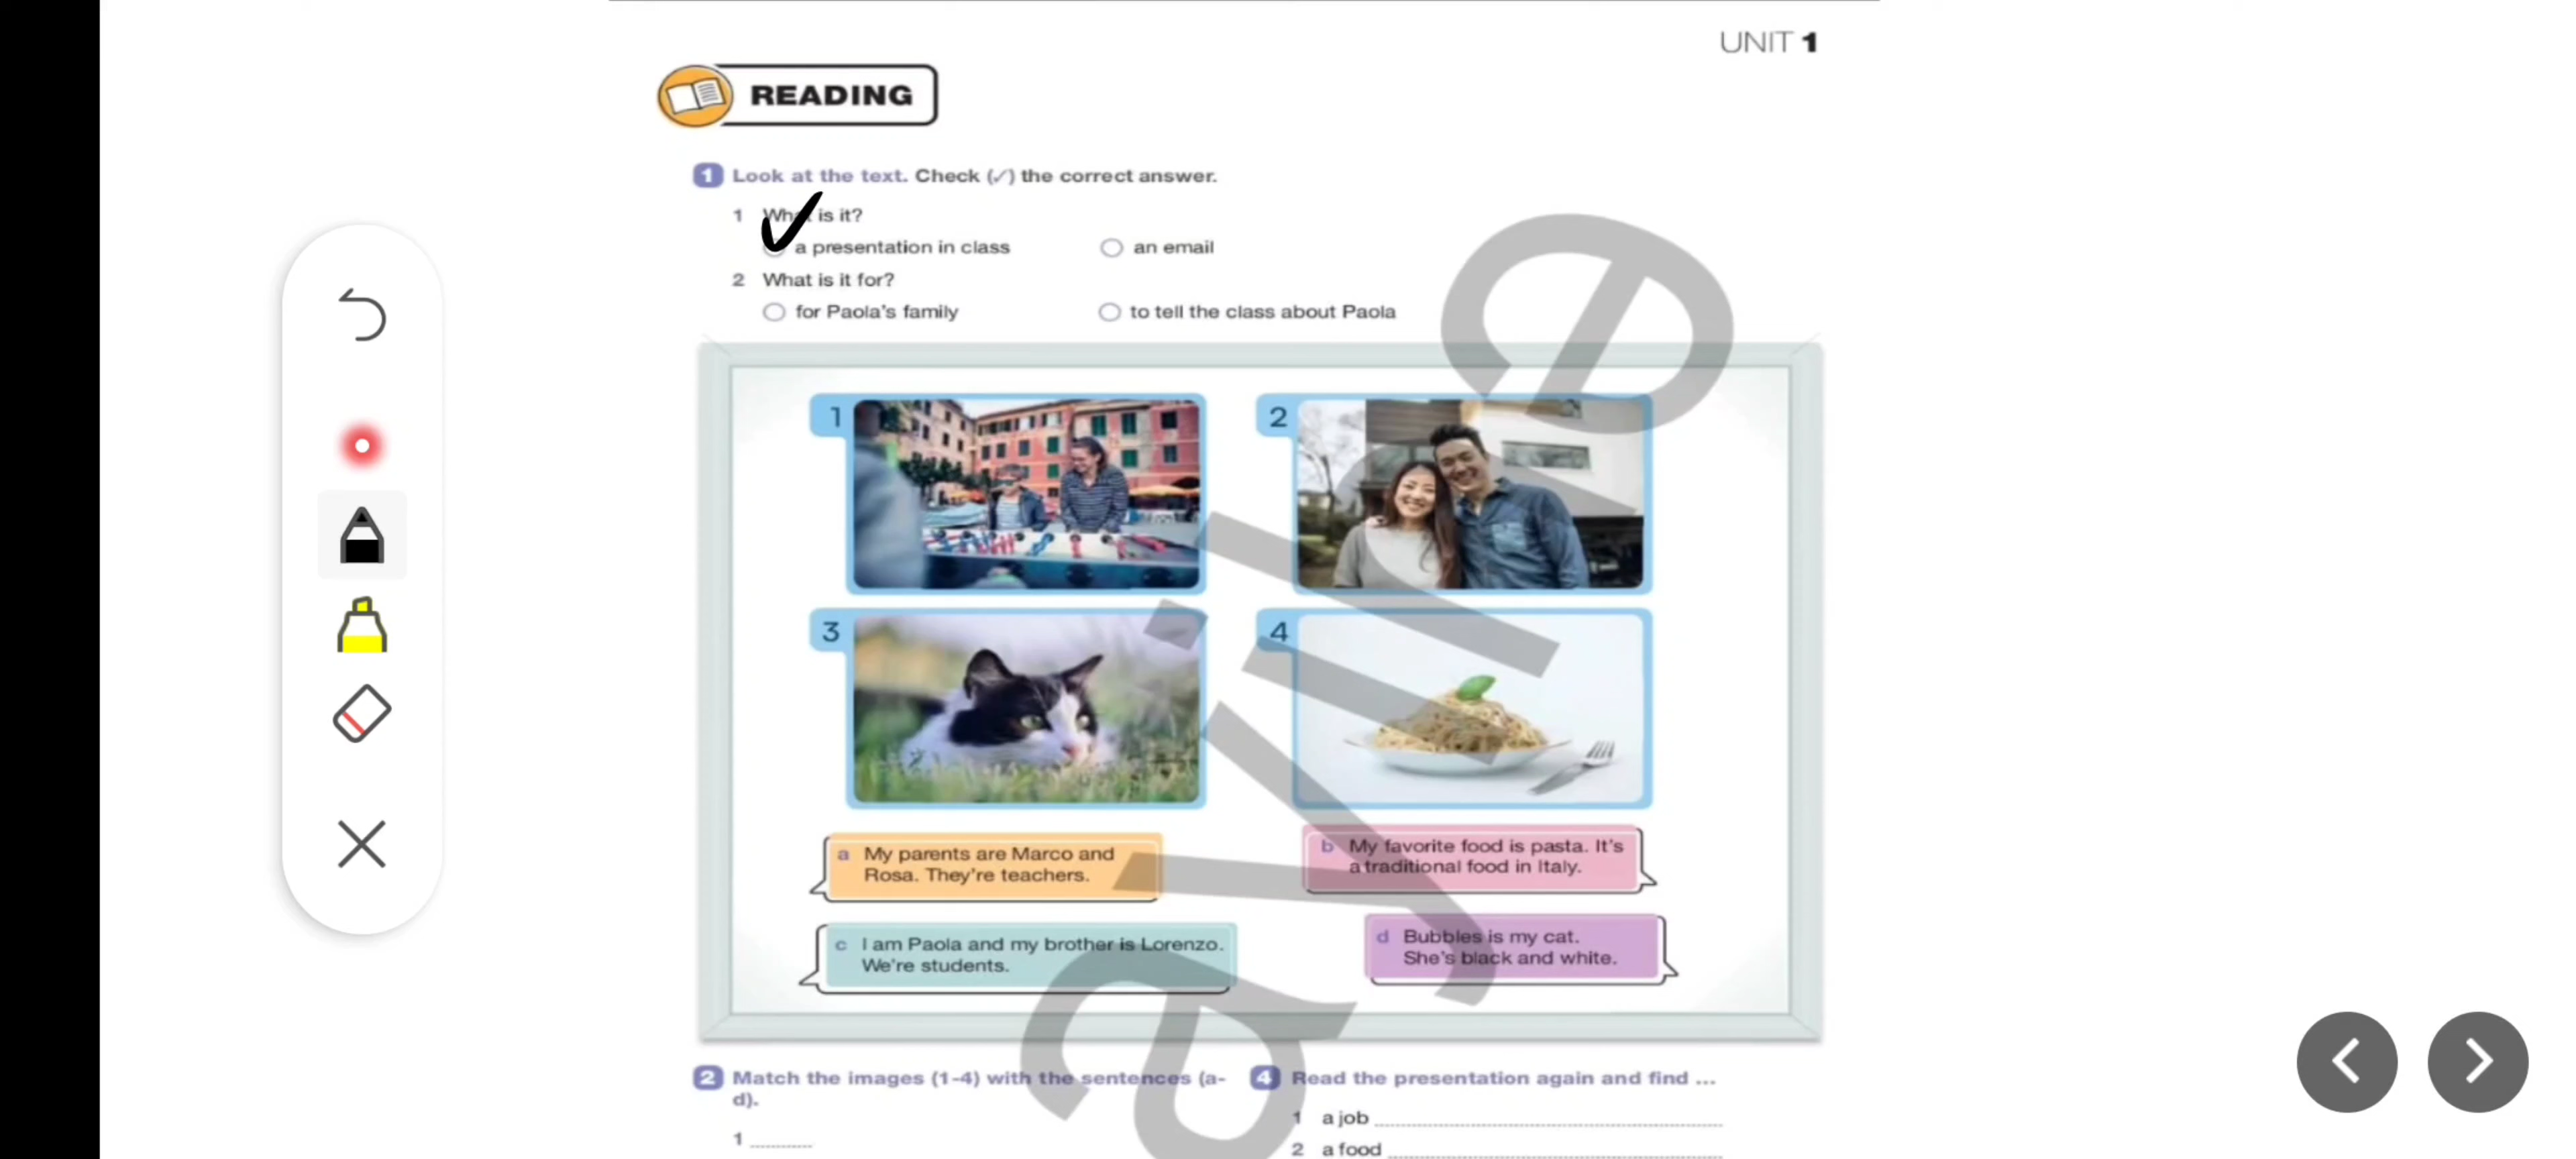 UNIT 1
READING
1 Look at the text. Check (✓) the correct answer.
1 What is it?
a presentation in class
an email
2 What is it for?
for Paola's family
to tell the class about Paola
1
2
3
4
a My parents are Marco and
Rosa. They're teachers.
b My favorite food is pasta. It's
a traditional food in Italy.
c I am Paola and my brother is Lorenzo.
We're students.
d Bubbles is my cat.
She's black and white.
2 Match the images (1-4) with the sentences (a-
d).
1
4 Read the presentation again and find ...
1 a job
2 a food